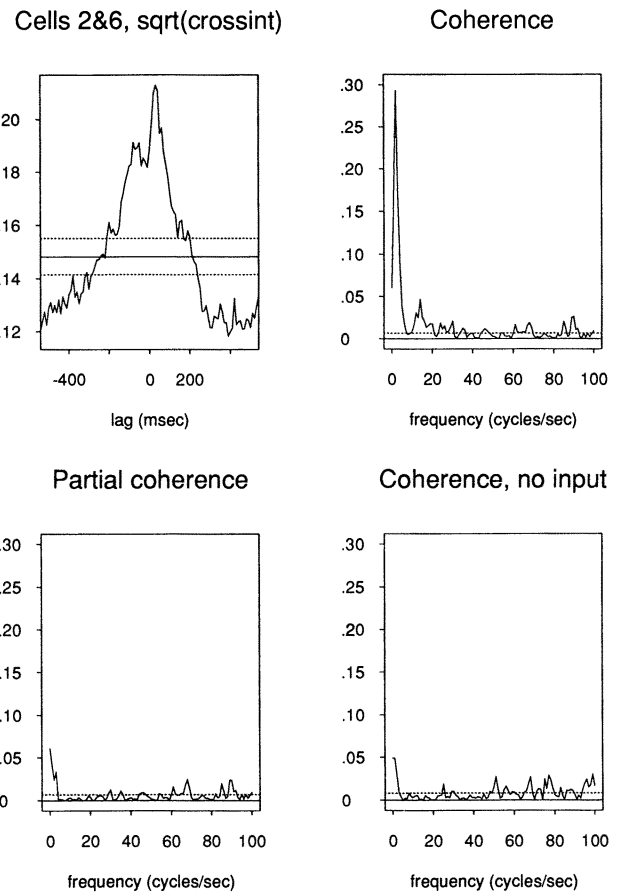 Cells 2&6, sqrt(crossint)
20
18
.16
.14
.12
-400 0 200
lag (msec)
Coherence
.30
.25
.20
.15
.10
.05
0
0 20 40 60 80 100
frequency (cycles/sec)
Partial coherence
.30
.25
.20
.15
.10
.05
0
0 20 40 60 80 100
frequency (cycles/sec)
Coherence, no input
.30
.25
.20
.15
.10
.05
0
0 20 40 60 80 100
frequency (cycles/sec)